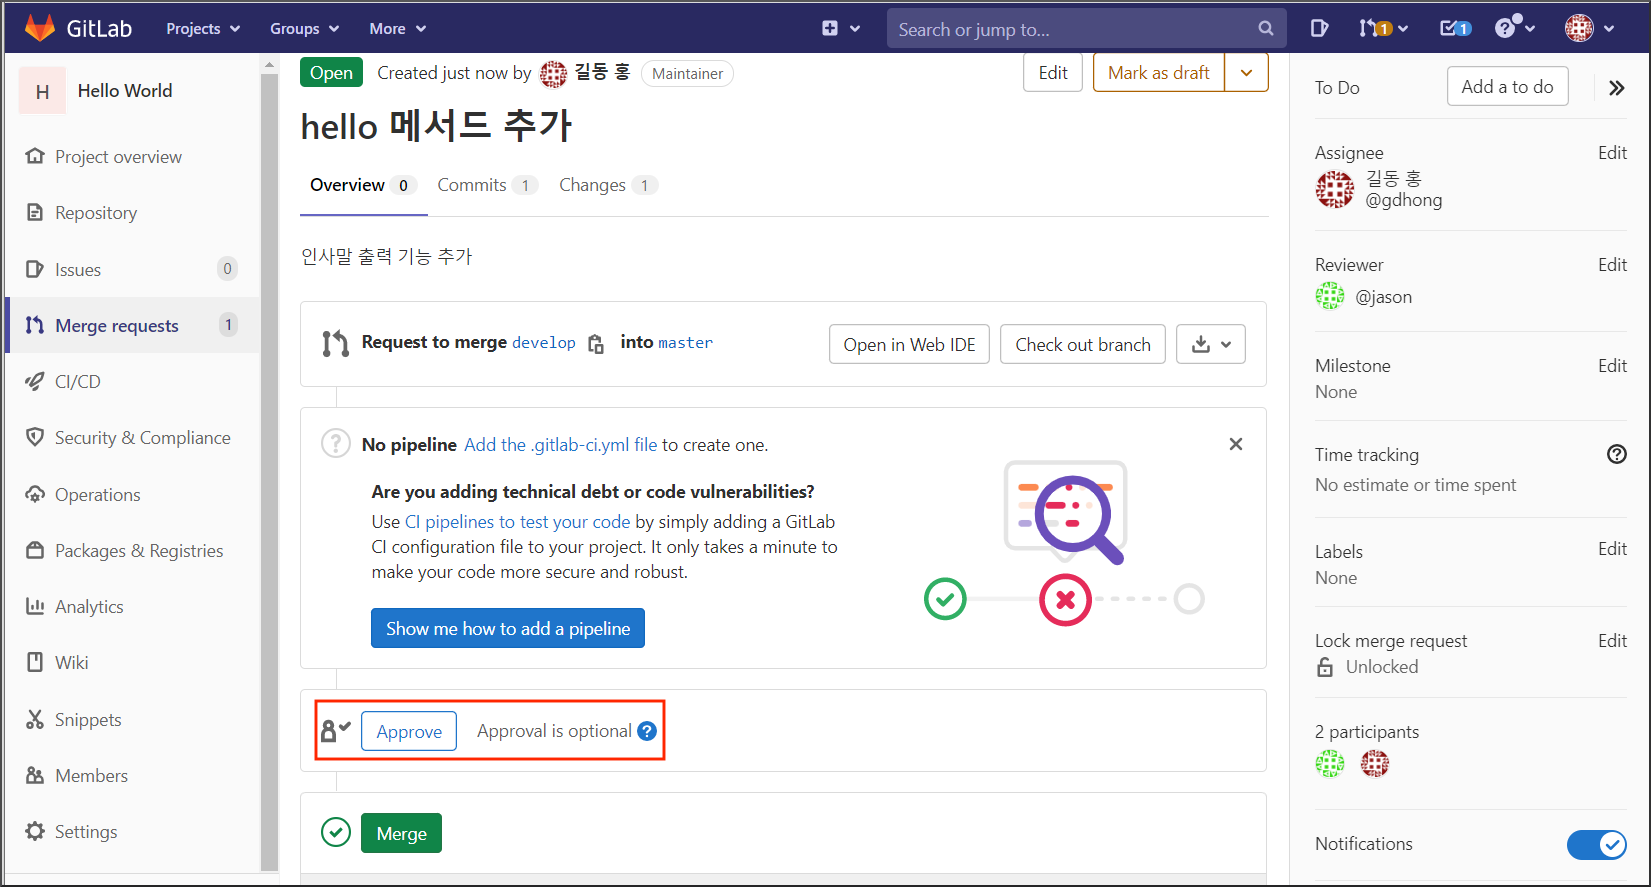 GitLab Projects Groups More Search or jump to... 1 1
H Hello World
Project overview
Repository
Issues 0
Merge requests 1
CI/CD
Security & Compliance
Operations
Packages & Registries
Analytics
Wiki
Snippets
Members
Settings
Open Created just now by 길동 홍 Maintainer Edit Mark as draft
hello 메서드 추가
Overview 0 Commits 1 Changes 1
인사말 출력 기능 추가
Request to merge develop into master Open in Web IDE Check out branch
No pipeline Add the .gitlab-ci.yml file to create one.
Are you adding technical debt or code vulnerabilities?
Use CI pipelines to test your code by simply adding a GitLab
CI configuration file to your project. It only takes a minute to
make your code more secure and robust.
Show me how to add a pipeline
Approve Approval is optional ?
Merge
To Do Add a to do
Assignee Edit
길동 홍
@gdhong
Reviewer Edit
@jason
Milestone Edit
None
Time tracking
No estimate or time spent
Labels Edit
None
Lock merge request Edit
Unlocked
2 participants
Notifications